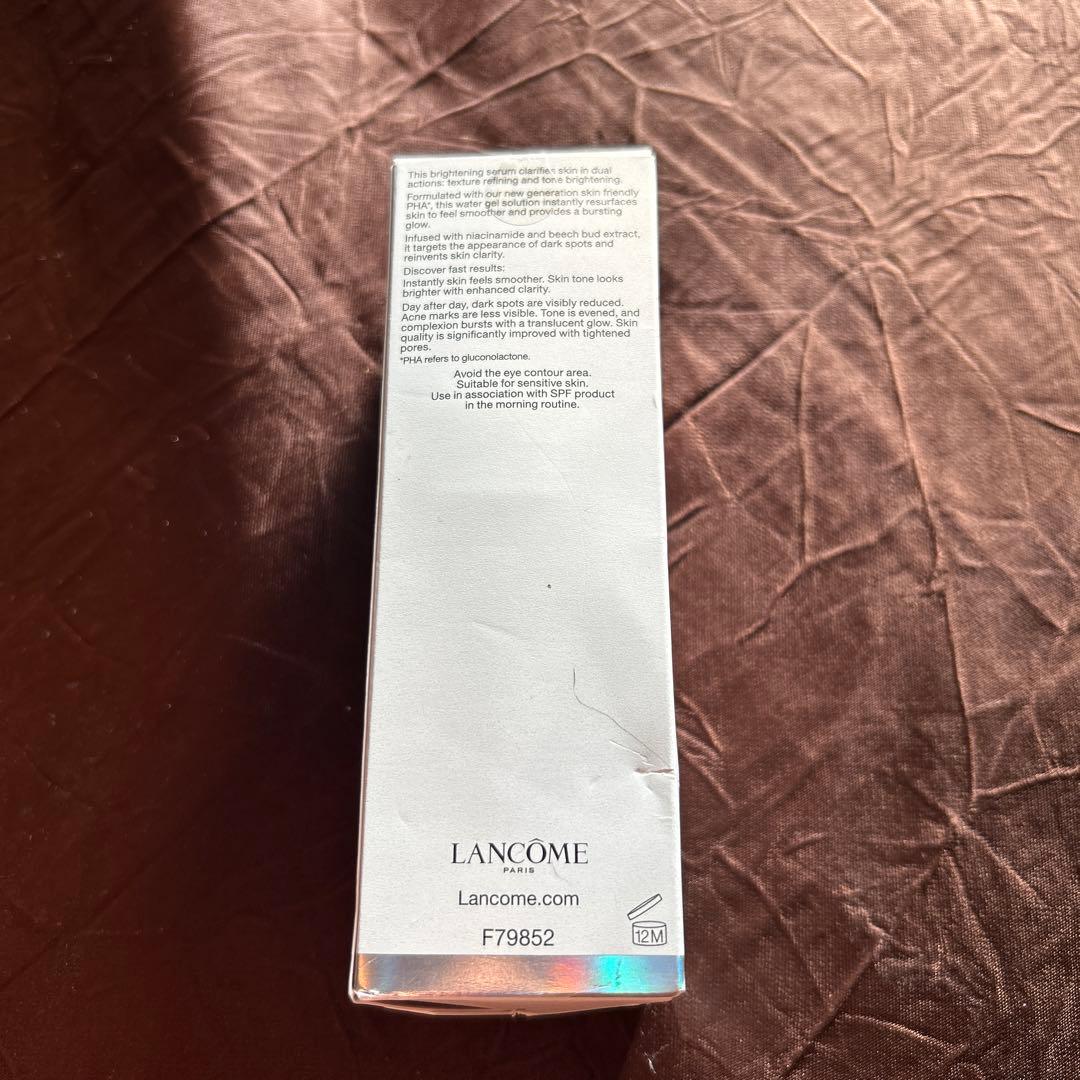 This brightening serum clarifies skin in dual
actions: texture refining and tone brightening.
Formulated with our new generation skin friendly
PHA*, this water gel solution instantly resurfaces
skin to feel smoother and provides a bursting
glow.
Infused with niacinamide and beech bud extract,
it targets the appearance of dark spots and
reinvents skin clarity.
Discover fast results:
Instantly skin feels smoother. Skin tone looks
brighter with enhanced clarity.
Day after day, dark spots are visibly reduced.
Acne marks are less visible. Tone is evened, and
complexion bursts with a translucent glow. Skin
quality is significantly improved with tightened
pores.
*PHA refers to gluconolactone.
Avoid the eye contour area.
Suitable for sensitive skin.
Use in association with SPF product
in the morning routine.
LANCÔME
PARIS
Lancome.com
F79852
12M